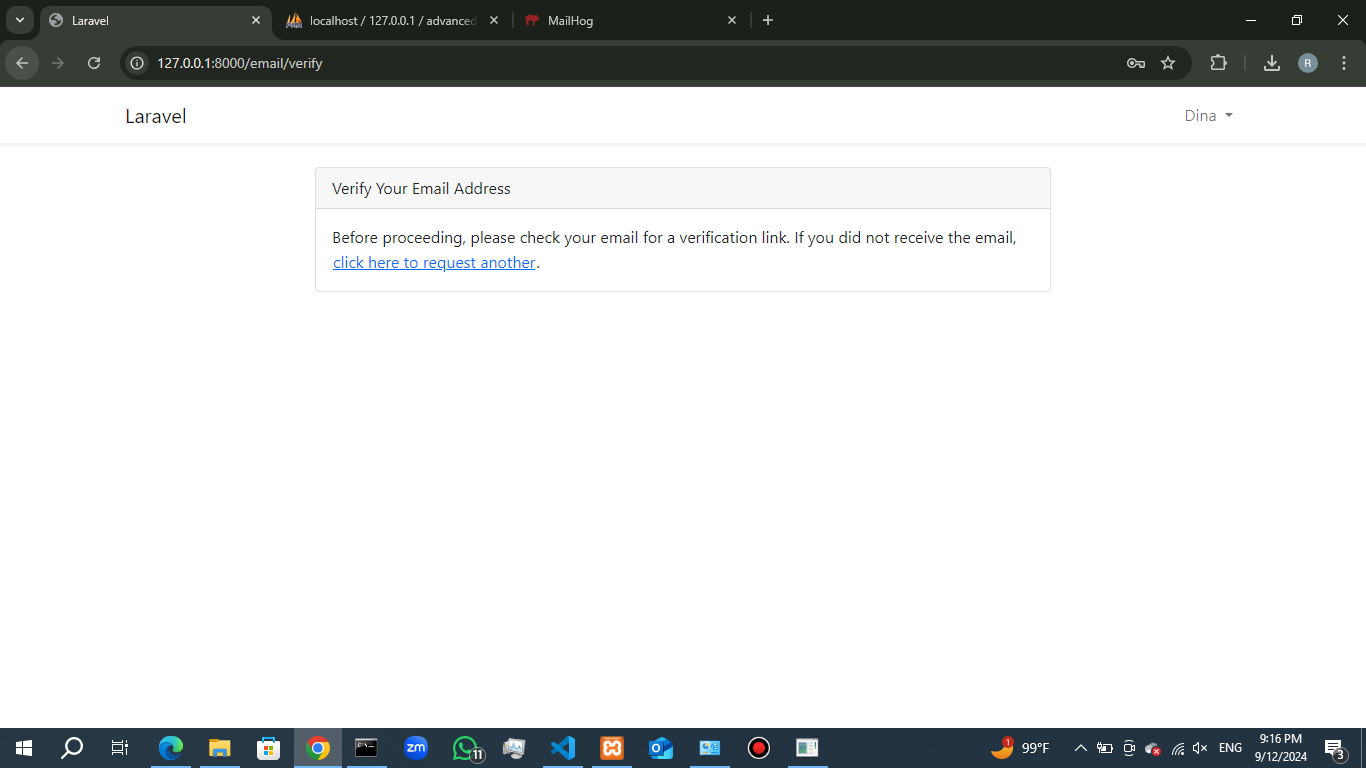 Laravel
localhost / 127.0.0.1 / advanced
MailHog
127.0.0.1:8000/email/verify
R
Laravel
Dina
Verify Your Email Address
Before proceeding, please check your email for a verification link. If you did not receive the email,
click here to request another.
zm
11
1
99°F
ENG
9:16 PM
9/12/2024
3